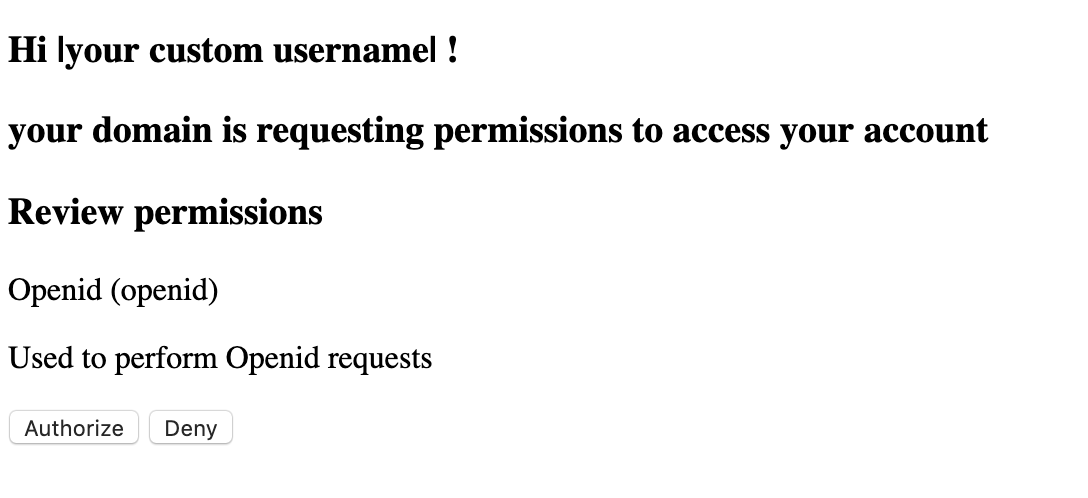 Hi |your custom username| !
your domain is requesting permissions to access your account
Review permissions
Openid (openid)
Used to perform Openid requests
Authorize Deny